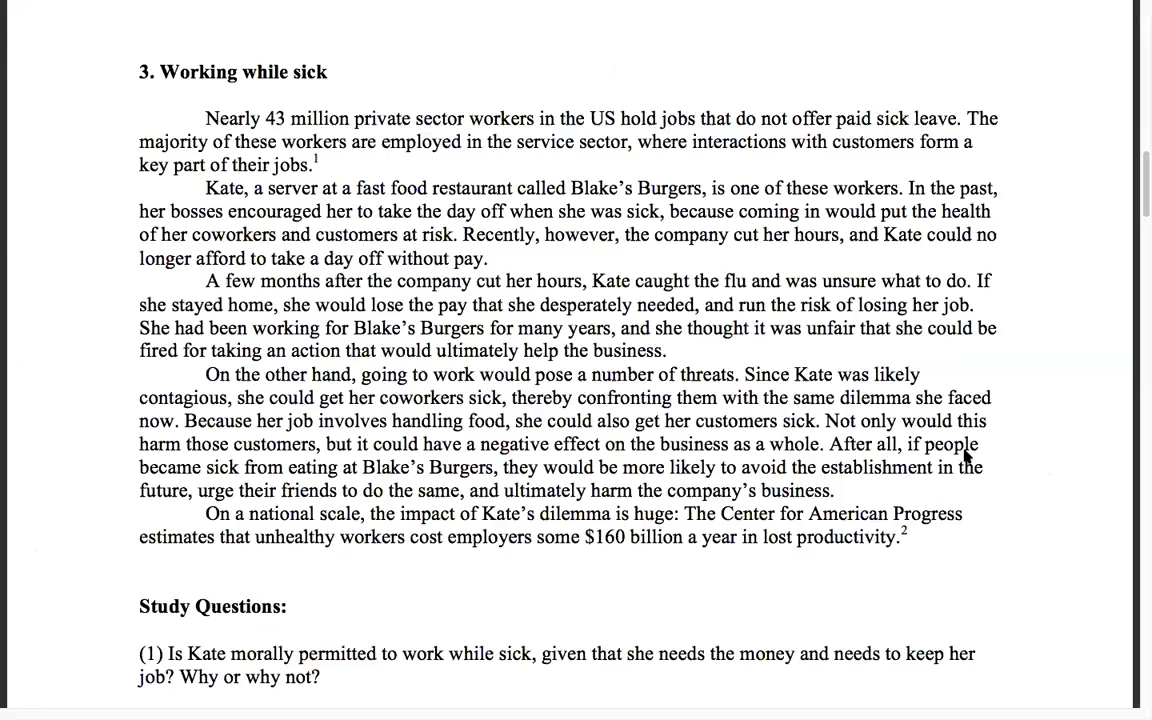 3. Working while sick
Nearly 43 million private sector workers in the US hold jobs that do not offer paid sick leave. The
majority of these workers are employed in the service sector, where interactions with customers form a
key part of their jobs.1
Kate, a server at a fast food restaurant called Blake’s Burgers, is one of these workers. In the past,
her bosses encouraged her to take the day off when she was sick, because coming in would put the health
of her coworkers and customers at risk. Recently, however, the company cut her hours, and Kate could no
longer afford to take a day off without pay.
A few months after the company cut her hours, Kate caught the flu and was unsure what to do. If
she stayed home, she would lose the pay that she desperately needed, and run the risk of losing her job.
She had been working for Blake’s Burgers for many years, and she thought it was unfair that she could be
fired for taking an action that would ultimately help the business.
On the other hand, going to work would pose a number of threats. Since Kate was likely
contagious, she could get her coworkers sick, thereby confronting them with the same dilemma she faced
now. Because her job involves handling food, she could also get her customers sick. Not only would this
harm those customers, but it could have a negative effect on the business as a whole. After all, if people
became sick from eating at Blake’s Burgers, they would be more likely to avoid the establishment in the
future, urge their friends to do the same, and ultimately harm the company’s business.
On a national scale, the impact of Kate’s dilemma is huge: The Center for American Progress
estimates that unhealthy workers cost employers some $160 billion a year in lost productivity.2
Study Questions:
(1) Is Kate morally permitted to work while sick, given that she needs the money and needs to keep her
job? Why or why not?